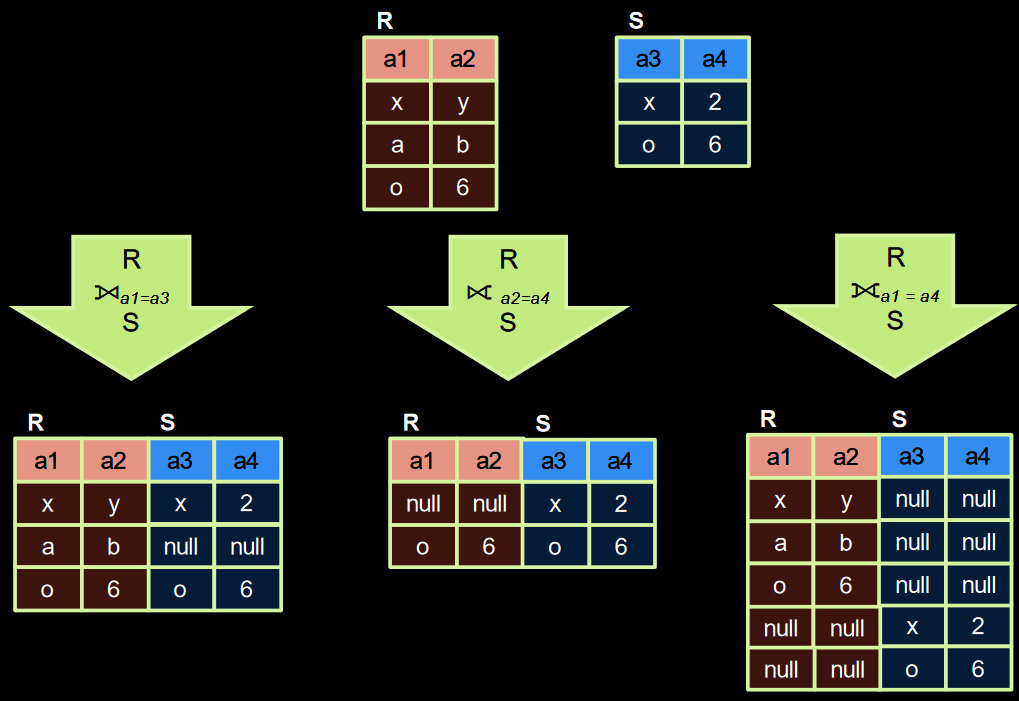 R S
a1 a2 a3 a4
x y x 2
a b o 6
o 6
R R R
⟕a1=a3 ⟖ a2=a4 ⟗a1 = a4
S S S
R S
a1 a2 a3 a4
x y x 2
a b null null
o 6 o 6
R S
a1 a2 a3 a4
null null x 2
o 6 o 6
R S
a1 a2 a3 a4
x y null null
a b null null
o 6 null null
null null x 2
null null o 6